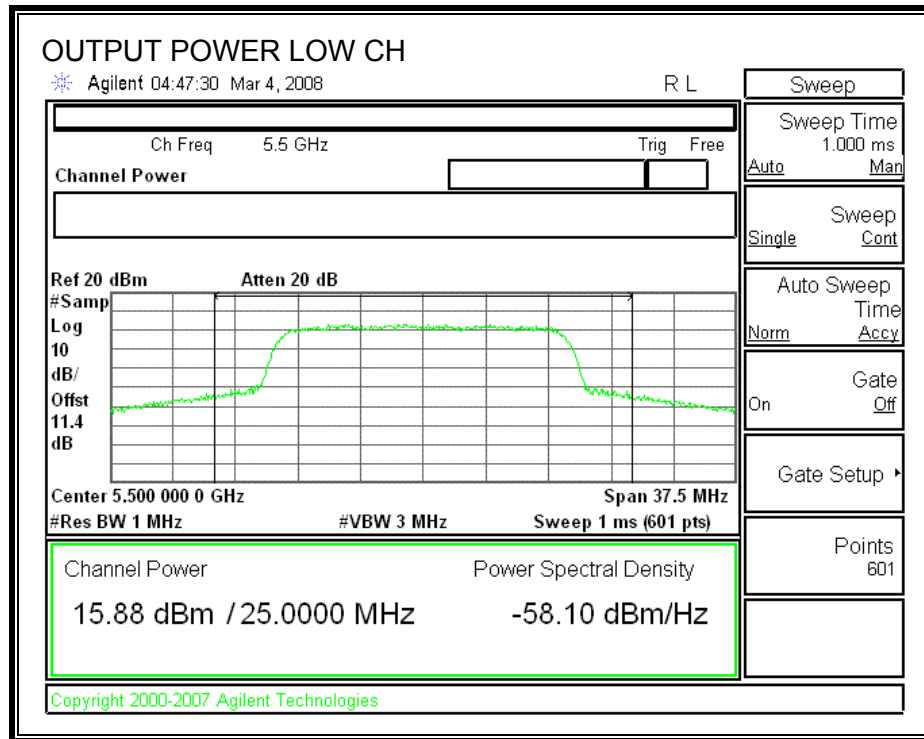 OUTPUT POWER LOW CH
Agilent 04:47:30 Mar 4, 2008 R L
Sweep
Ch Freq 5.5 GHz Trig Free
Channel Power
Sweep Time
1.000 ms
Auto Man
Sweep
Single Cont
Ref 20 dBm Atten 20 dB
#Samp
Log
10
dB/
Offst
11.4
dB
Auto Sweep
Time
Norm Accy
Gate
On Off
Gate Setup
Center 5.500 000 0 GHz Span 37.5 MHz
#Res BW 1 MHz #VBW 3 MHz Sweep 1 ms (601 pts)
Points
601
Channel Power Power Spectral Density
15.88 dBm / 25.0000 MHz -58.10 dBm/Hz
Copyright 2000-2007 Agilent Technologies